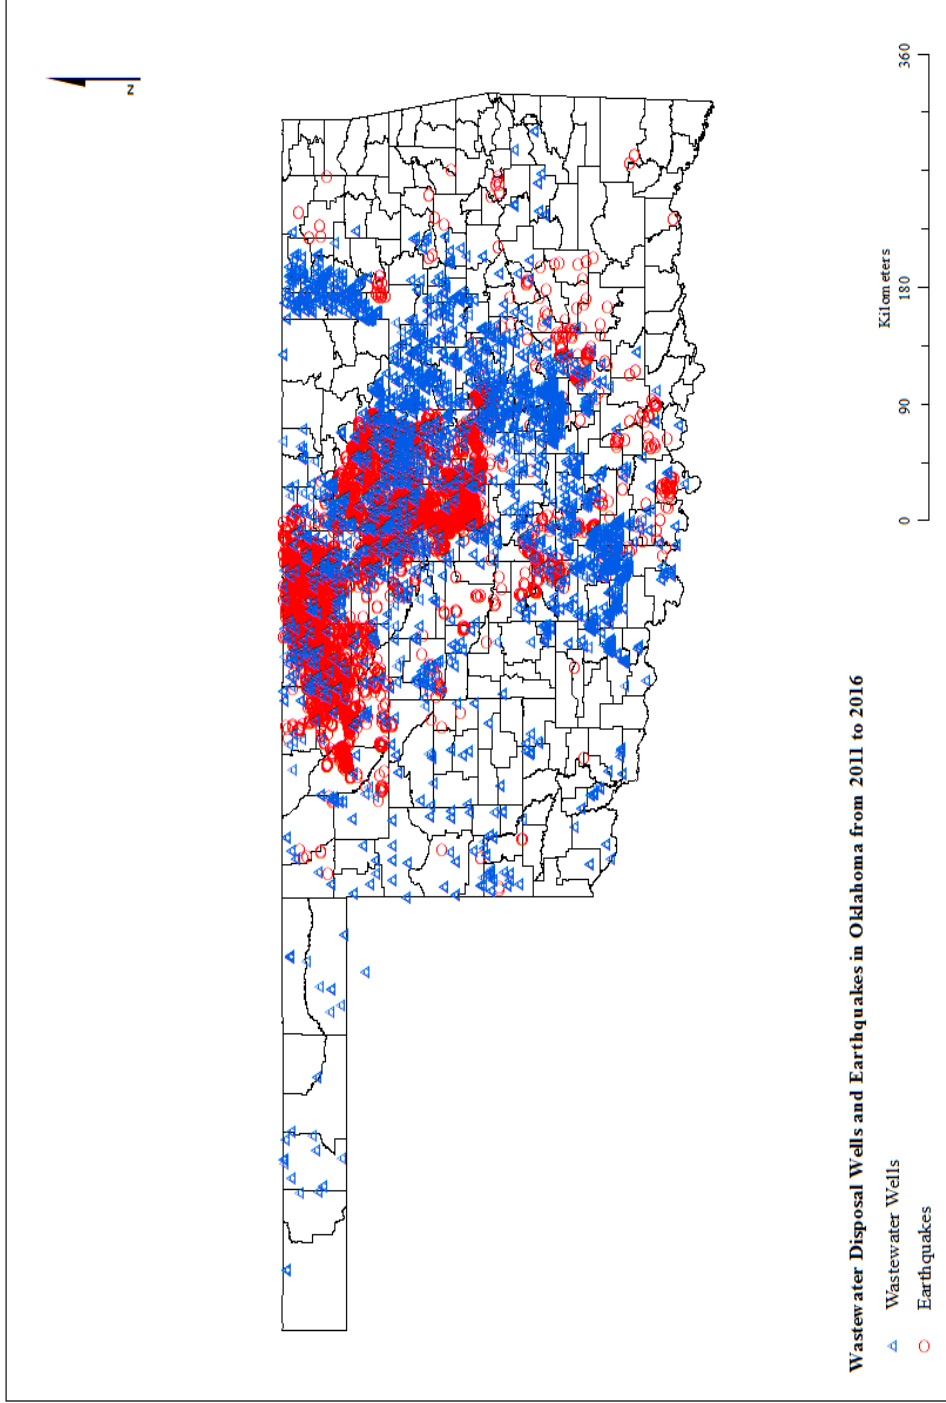 N
Wastewater Disposal Wells and Earthquakes in Oklahoma from 2011 to 2016
Wastewater Wells
Earthquakes
Kilometers
0 90 180 360